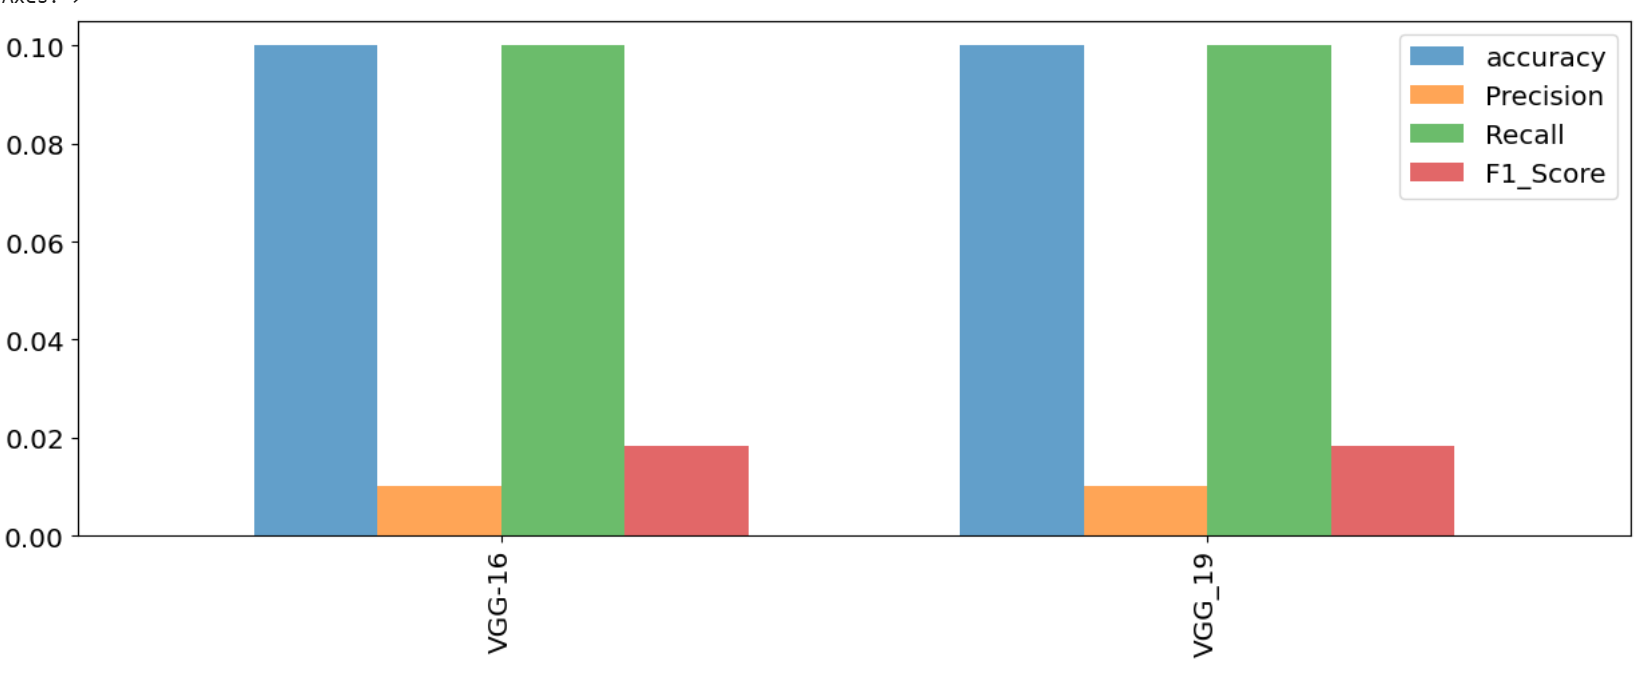 0.10
0.08
0.06
0.04
0.02
0.00
accuracy
Precision
Recall
F1_Score
VGG-16
VGG_19